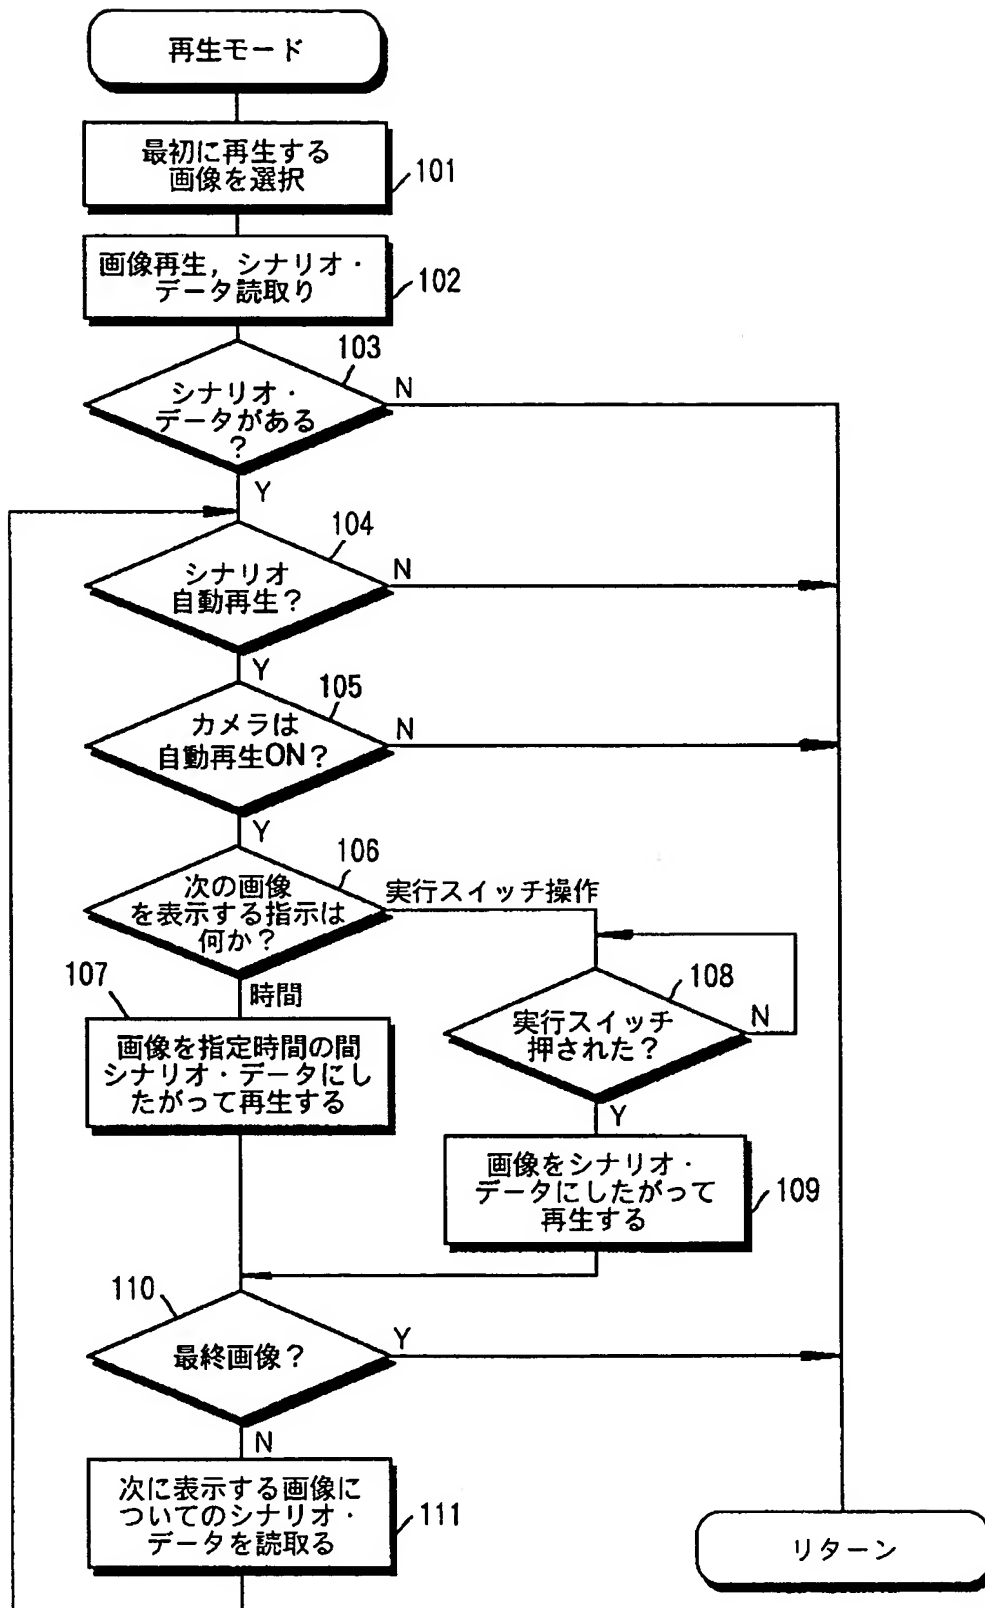 再生モード
最初に再生する
画像を選択
101
画像再生，シナリオ・
データ読取り
102
103
シナリオ・
データがある
？
N
Y
104
シナリオ
自動再生？
N
Y
105
カメラは
自動再生ON？
N
Y
106
次の画像
を表示する指示は
何か？
実行スイッチ操作
時間
107
画像を指定時間の間
シナリオ・データにし
たがって再生する
108
実行スイッチ
押された？
N
Y
画像をシナリオ・
データにしたがって
再生する
109
110
最終画像？
Y
N
次に表示する画像に
ついてのシナリオ・
データを読取る
111
リターン